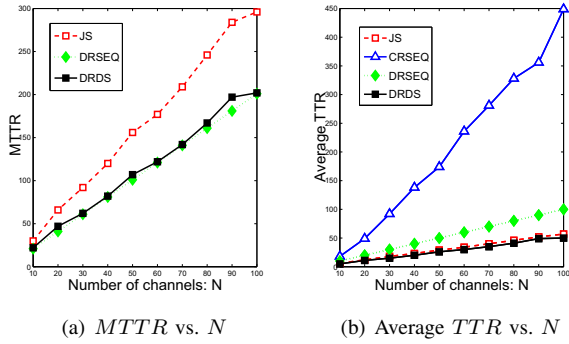 300
250
200
150
100
50
0
MTTR
JS
DRSEQ
DRDS
10 20 30 40 50 60 70 80 90 100
Number of channels: N
(a) MTTR vs. N
450
400
350
300
250
200
150
100
50
0
Average TTR
JS
CRSEQ
DRSEQ
DRDS
10 20 30 40 50 60 70 80 90 100
Number of channels: N
(b) Average TTR vs. N